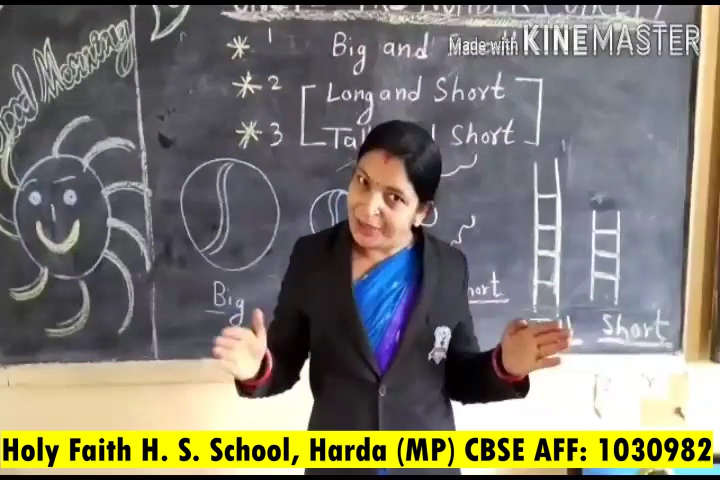 Good Morning
Made with KINEMASTER
* 1 Big and
* 2 Long and Short
* 3 Short
Big
Short
Holy Faith H. S. School, Harda (MP) CBSE AFF: 1030982